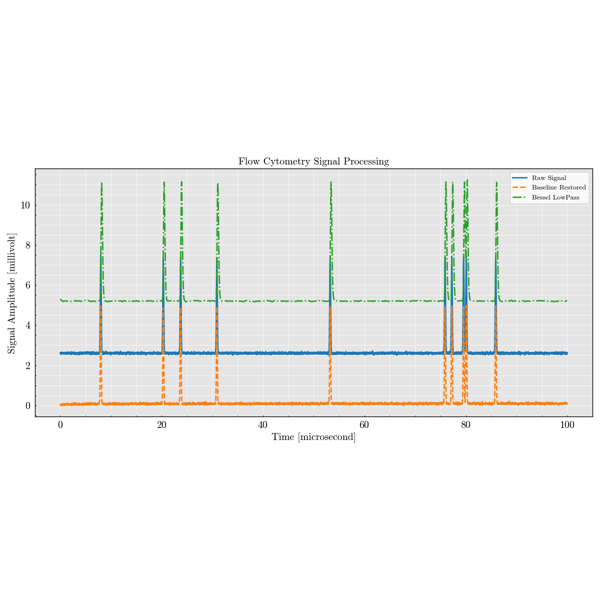 Flow Cytometry Signal Processing
Raw Signal
Baseline Restored
Bessel LowPass
10
8
6
4
2
0
Signal Amplitude [millivolt]
0 20 40 60 80 100
Time [microsecond]